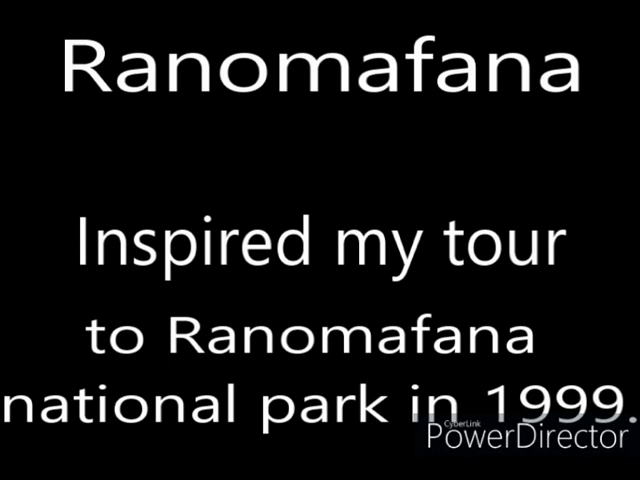 Ranomafana
Inspired my tour
to Ranomafana
national park in 1999.
CyberLink
PowerDirector